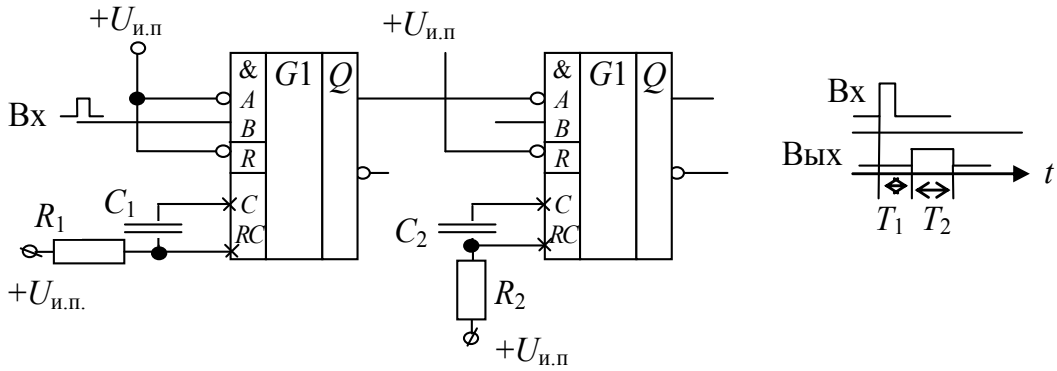 +Uи.п
+Uи.п
& G1 Q
A
B
R
C
RC
Вх
C1
R1
+Uи.п.
& G1 Q
A
B
R
C
RC
C2
R2
+Uи.п
Вх
Вых
t
T1 T2